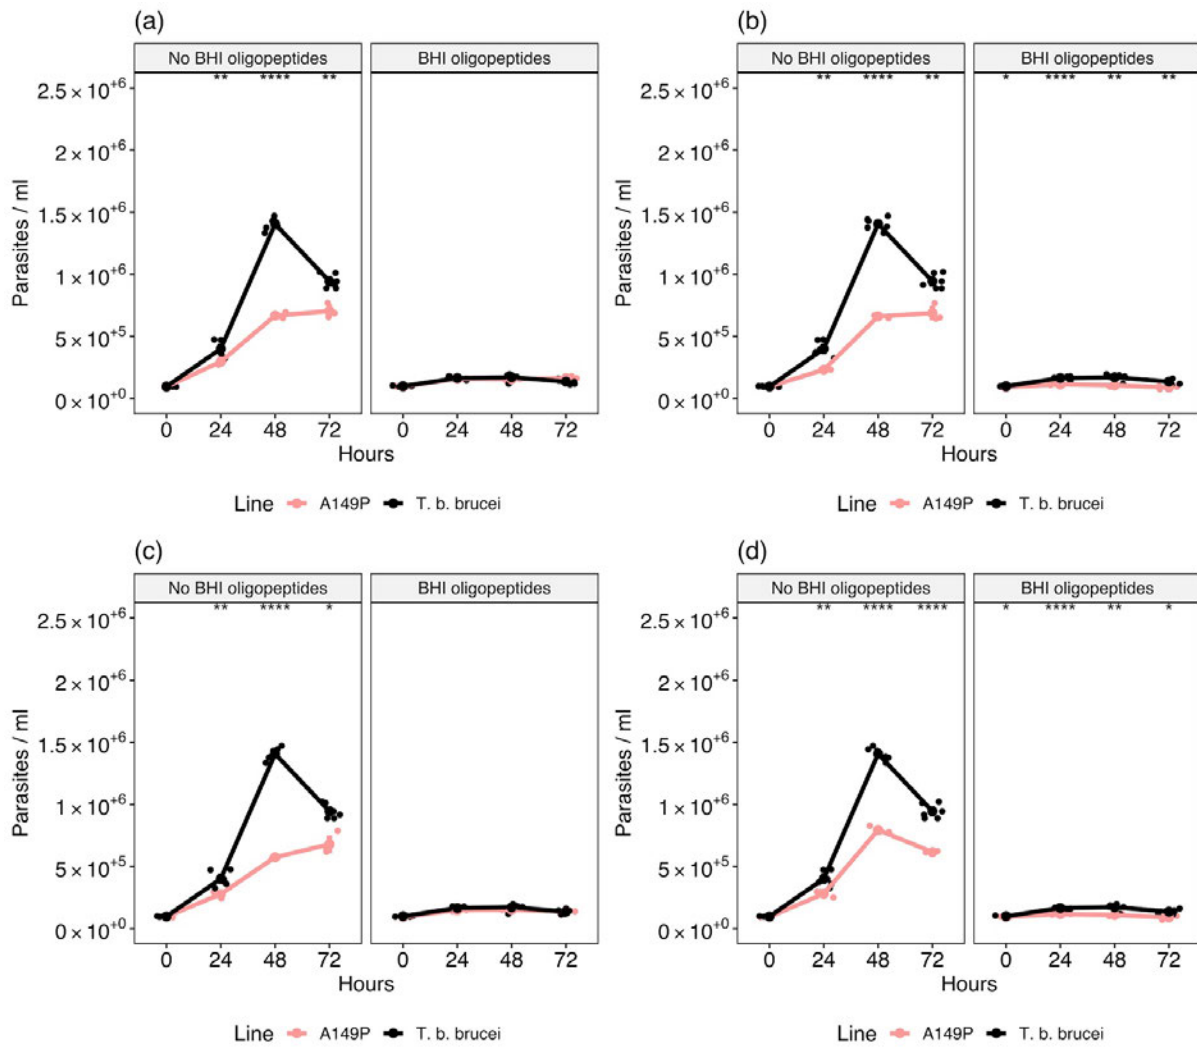 (a)
No BHI oligopeptides BHI oligopeptides
** **** **
2.5 × 10⁺⁶
2 × 10⁺⁶
1.5 × 10⁺⁶
1 × 10⁺⁶
5 × 10⁺⁵
0 × 10⁺⁰
Parasites / ml
0 24 48 72 0 24 48 72
Hours
Line A149P T. b. brucei
(b)
No BHI oligopeptides BHI oligopeptides
** **** ** * **** ** **
2.5 × 10⁺⁶
2 × 10⁺⁶
1.5 × 10⁺⁶
1 × 10⁺⁶
5 × 10⁺⁵
0 × 10⁺⁰
Parasites / ml
0 24 48 72 0 24 48 72
Hours
Line A149P T. b. brucei
(c)
No BHI oligopeptides BHI oligopeptides
** **** *
2.5 × 10⁺⁶
2 × 10⁺⁶
1.5 × 10⁺⁶
1 × 10⁺⁶
5 × 10⁺⁵
0 × 10⁺⁰
Parasites / ml
0 24 48 72 0 24 48 72
Hours
Line A149P T. b. brucei
(d)
No BHI oligopeptides BHI oligopeptides
** **** **** * **** ** *
2.5 × 10⁺⁶
2 × 10⁺⁶
1.5 × 10⁺⁶
1 × 10⁺⁶
5 × 10⁺⁵
0 × 10⁺⁰
Parasites / ml
0 24 48 72 0 24 48 72
Hours
Line A149P T. b. brucei